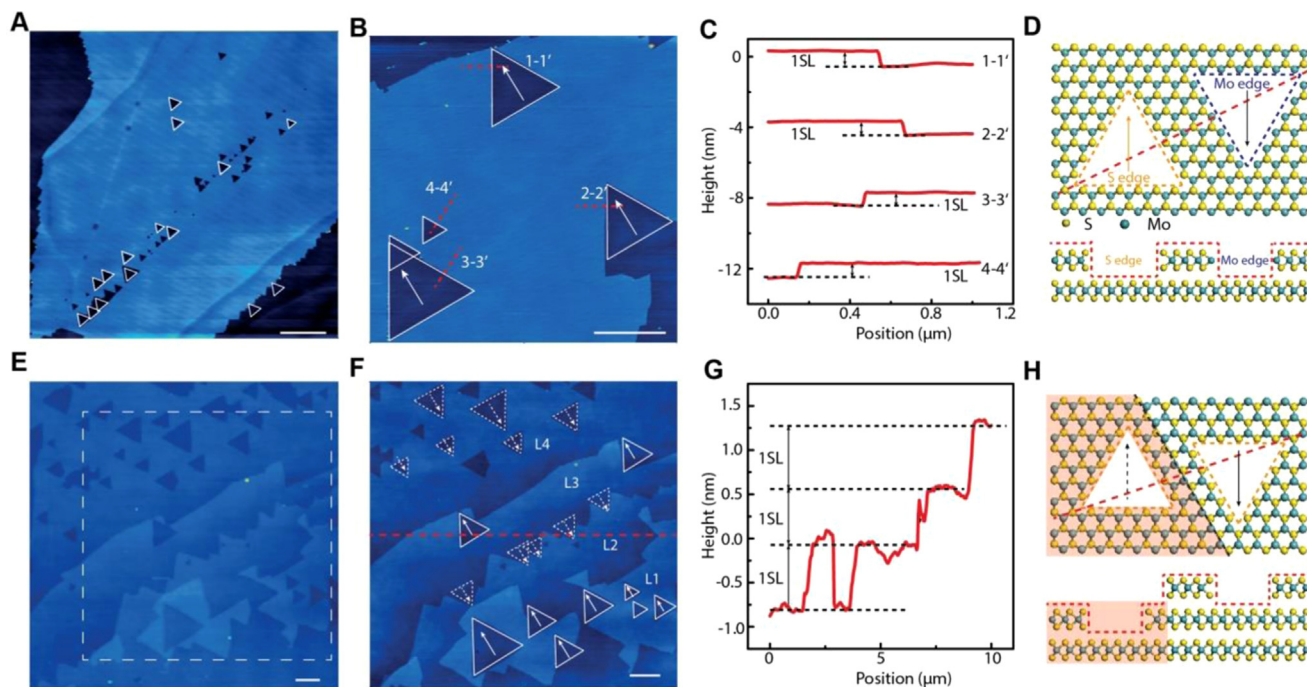 A
B
1-1'
4-4'
2-2'
3-3'
C
Height (nm)
0
-4
-8
-12
1SL
1-1'
1SL
2-2'
3-3'
1SL
4-4'
1SL
0.0
0.4
0.8
1.2
Position (μm)
D
Mo edge
S edge
S
Mo
S edge
Mo edge
E
F
L4
L3
L2
L1
G
Height (nm)
1.5
1.0
0.5
0.0
-0.5
-1.0
1SL
1SL
1SL
0
5
10
Position (μm)
H